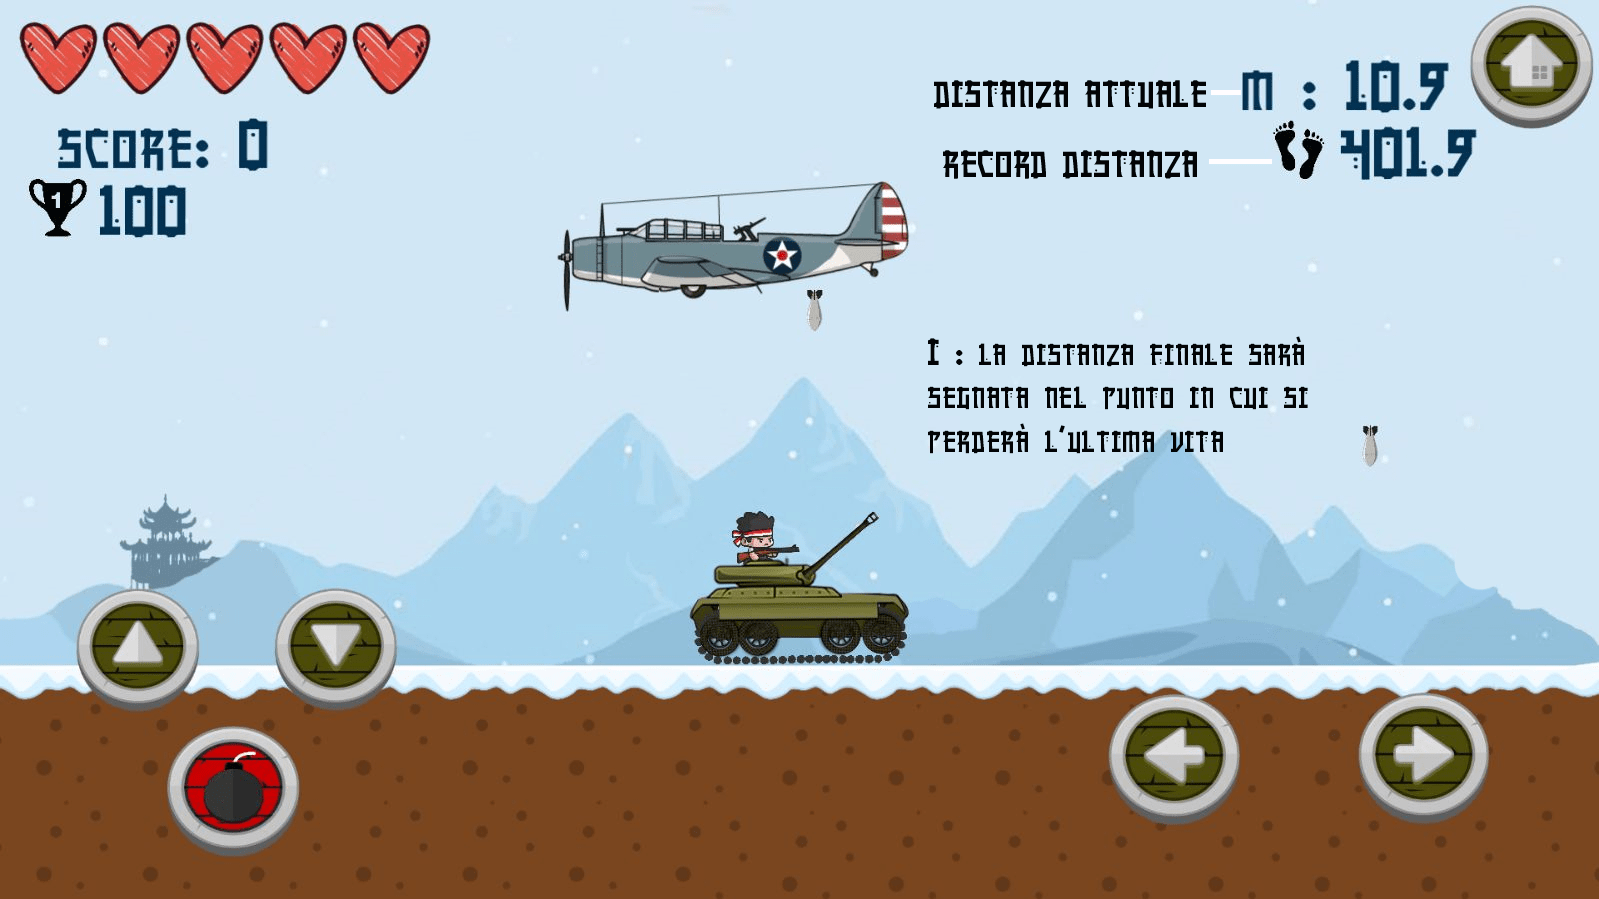 SCORE: 0
1 100
DISTANZA ATTUALE M : 10.9
RECORD DISTANZA 401.9
I : LA DISTANZA FINALE SARÀ
SEGNATA NEL PUNTO IN CUI SI
PERDERÀ L'ULTIMA VITA